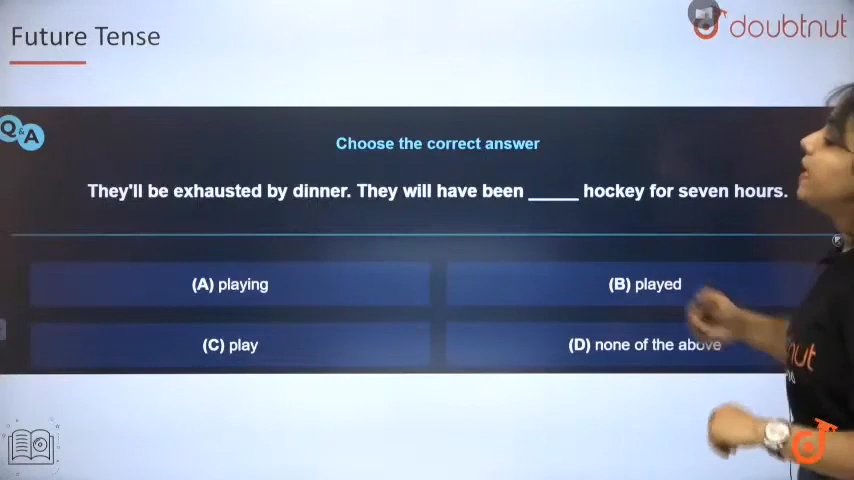 Future Tense
doubtnut
Q&A
Choose the correct answer
They'll be exhausted by dinner. They will have been _____ hockey for seven hours.
(A) playing
(B) played
(C) play
(D) none of the above
nut